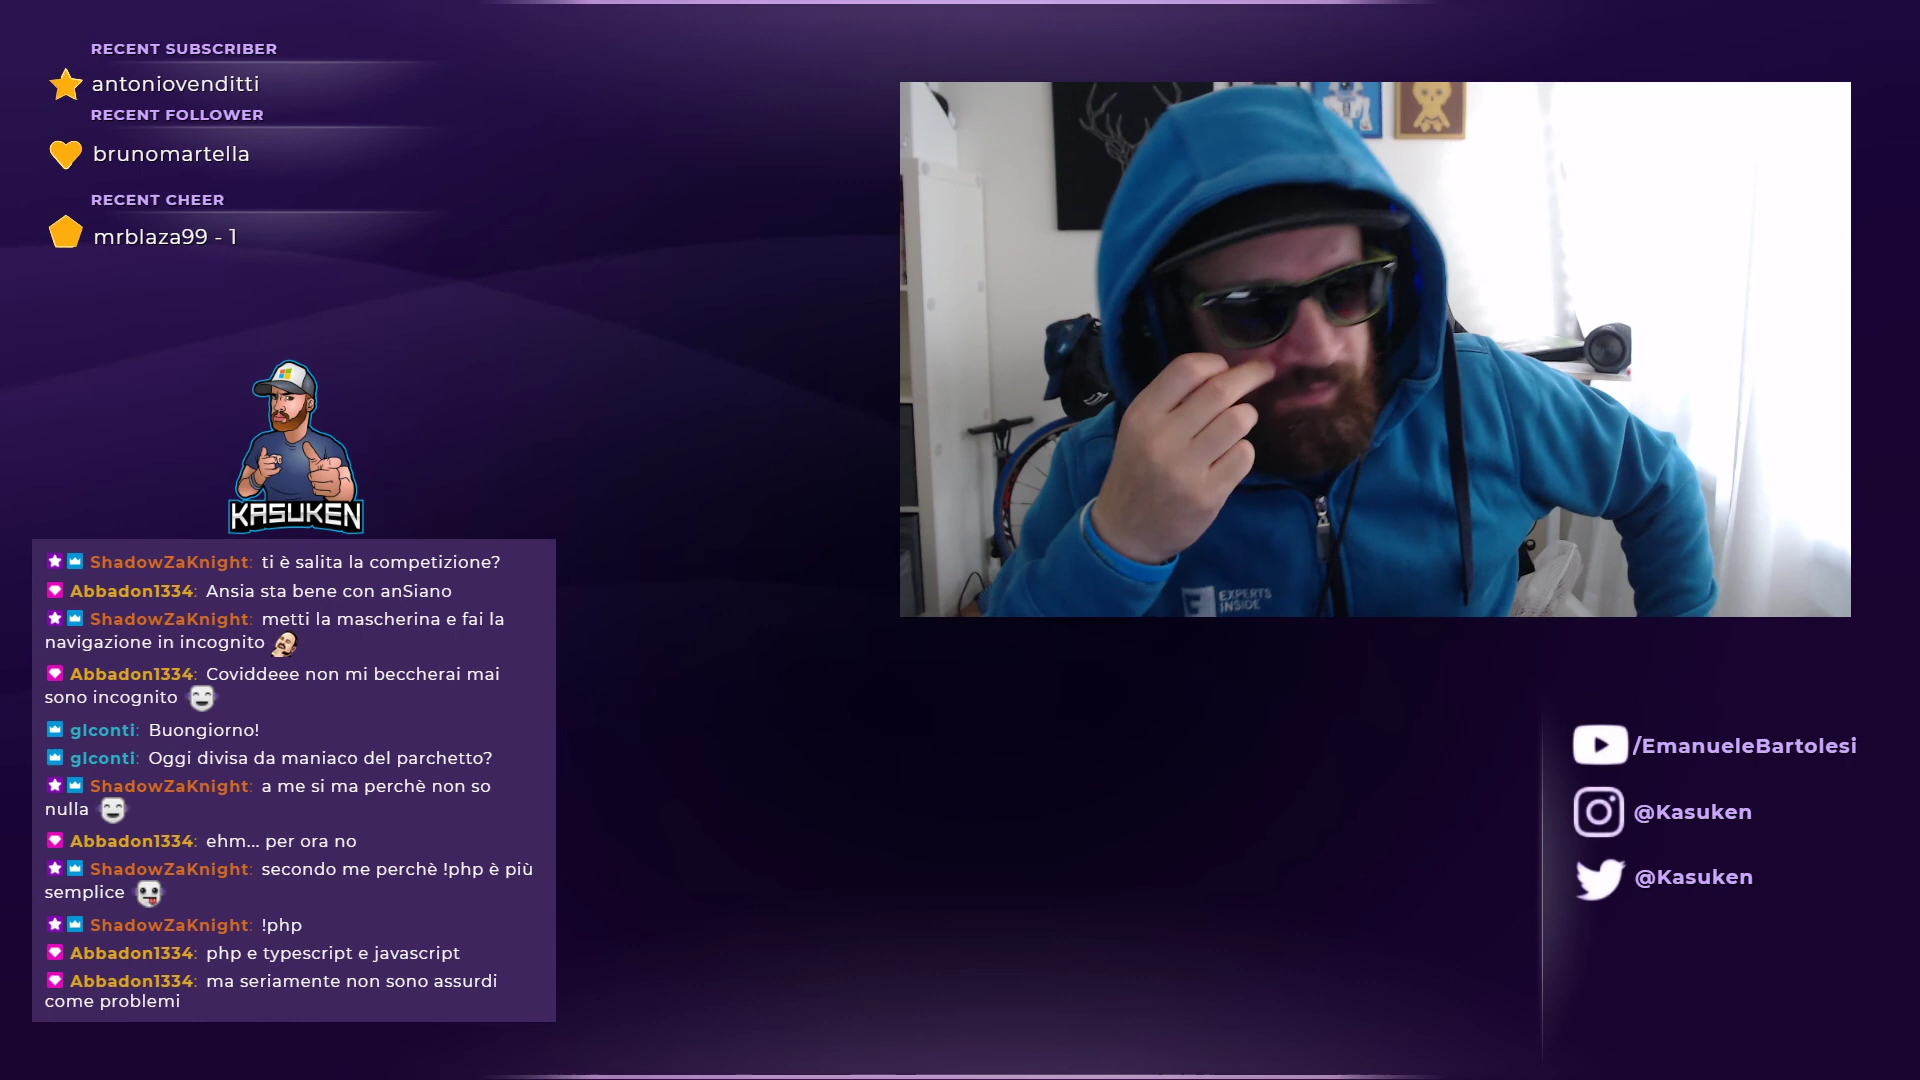 RECENT SUBSCRIBER
antoniovenditti
RECENT FOLLOWER
brunomartella
RECENT CHEER
mrblaza99 - 1
KASUKEN
ShadowZaKnight: ti è salita la competizione?
Abbadon1334: Ansia sta bene con anSiano
ShadowZaKnight: metti la mascherina e fai la
navigazione in incognito
Abbadon1334: Coviddeee non mi beccherai mai
sono incognito
glconti: Buongiorno!
glconti: Oggi divisa da maniaco del parchetto?
ShadowZaKnight: a me si ma perchè non so
nulla
Abbadon1334: ehm... per ora no
ShadowZaKnight: secondo me perchè !php è più
semplice
ShadowZaKnight: !php
Abbadon1334: php e typescript e javascript
Abbadon1334: ma seriamente non sono assurdi
come problemi
EXPERTS
INSIDE
/EmanueleBartolesi
@Kasuken
@Kasuken